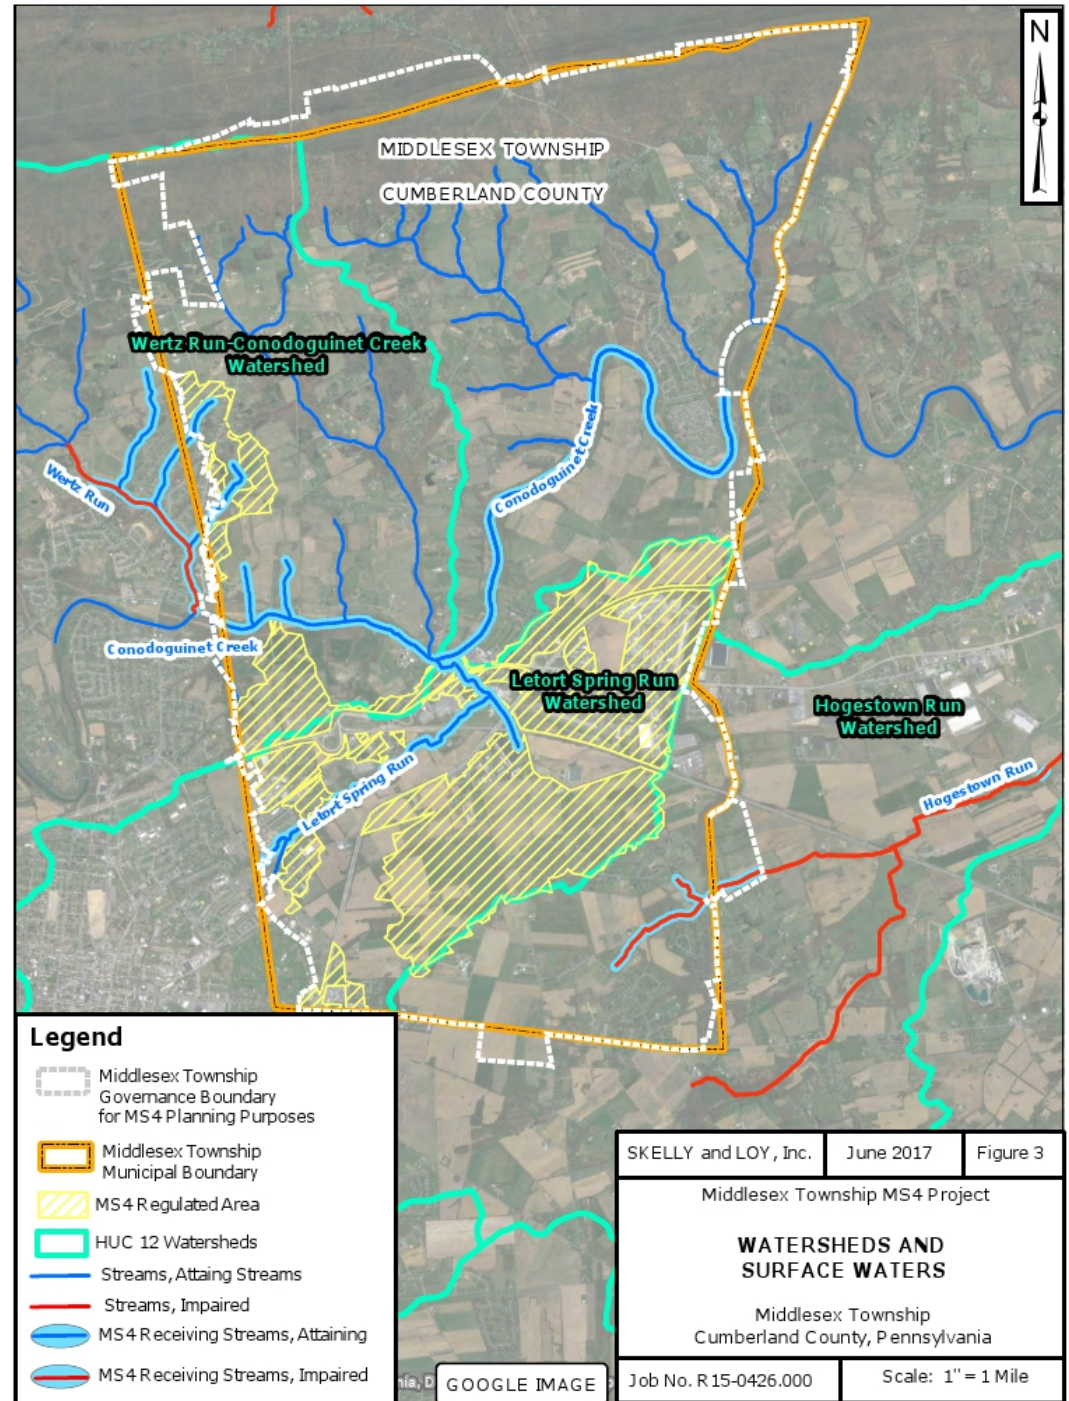 N
MIDDLESEX TOWNSHIP
CUMBERLAND COUNTY
Wertz Run-Conodoguinet Creek
Watershed
Conodoguinet Creek
Wertz Run
Conodoguinet Creek
Letort Spring Run
Watershed
Hogestown Run
Watershed
Hogestown Run
Letort Spring Run
Legend
Middlesex Township
Governance Boundary
for MS4 Planning Purposes
Middlesex Township
Municipal Boundary
MS4 Regulated Area
HUC 12 Watersheds
Streams, Attaing Streams
Streams, Impaired
MS4 Receiving Streams, Attaining
MS4 Receiving Streams, Impaired
GOOGLE IMAGE
SKELLY and LOY, Inc.
June 2017
Figure 3
Middlesex Township MS4 Project
WATERSHEDS AND
SURFACE WATERS
Middlesex Township
Cumberland County, Pennsylvania
Job No. R15-0426.000
Scale: 1" = 1 Mile